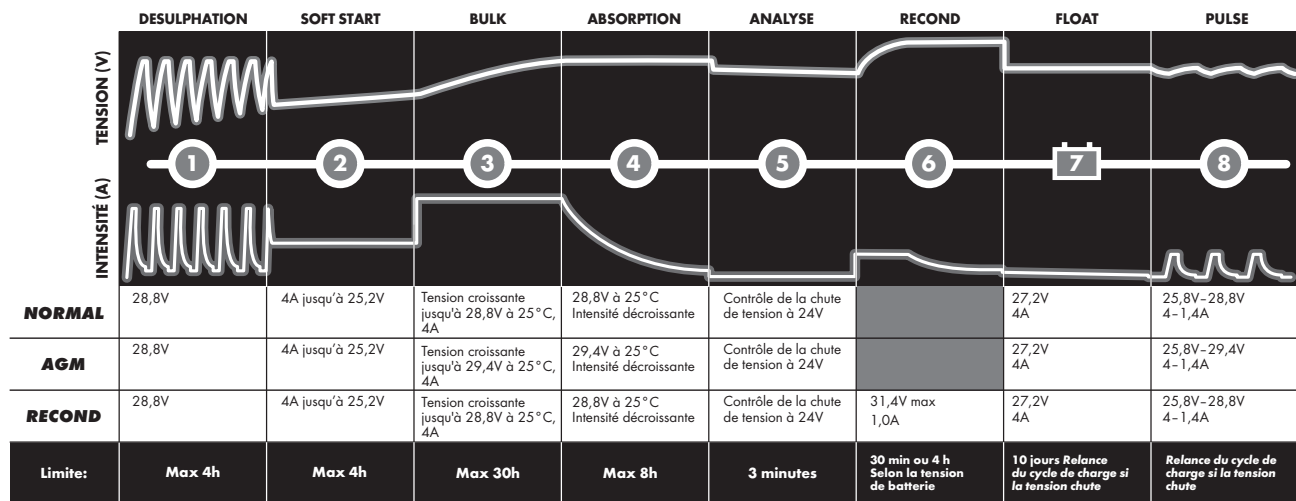 DESULPHATION SOFT START BULK ABSORPTION ANALYSE RECOND FLOAT PULSE
TENSION (V)
1 2 3 4 5 6 7 8
INTENSITÉ (A)
NORMAL
28,8V
4A jusqu'à 25,2V
Tension croissante
jusqu'à 28,8V à 25°C,
4A
28,8V à 25°C
Intensité décroissante
Contrôle de la chute
de tension à 24V
27,2V
4A
25,8V–28,8V
4–1,4A
AGM
28,8V
4A jusqu'à 25,2V
Tension croissante
jusqu'à 29,4V à 25°C,
4A
29,4V à 25°C
Intensité décroissante
Contrôle de la chute
de tension à 24V
27,2V
4A
25,8V–29,4V
4–1,4A
RECOND
28,8V
4A jusqu'à 25,2V
Tension croissante
jusqu'à 28,8V à 25°C,
4A
28,8V à 25°C
Intensité décroissante
Contrôle de la chute
de tension à 24V
31,4V max
1,0A
27,2V
4A
25,8V–28,8V
4–1,4A
Limite:
Max 4h
Max 4h
Max 30h
Max 8h
3 minutes
30 min ou 4 h
Selon la tension
de batterie
10 jours Relance
du cycle de charge si
la tension chute
Relance du cycle de
charge si la tension
chute